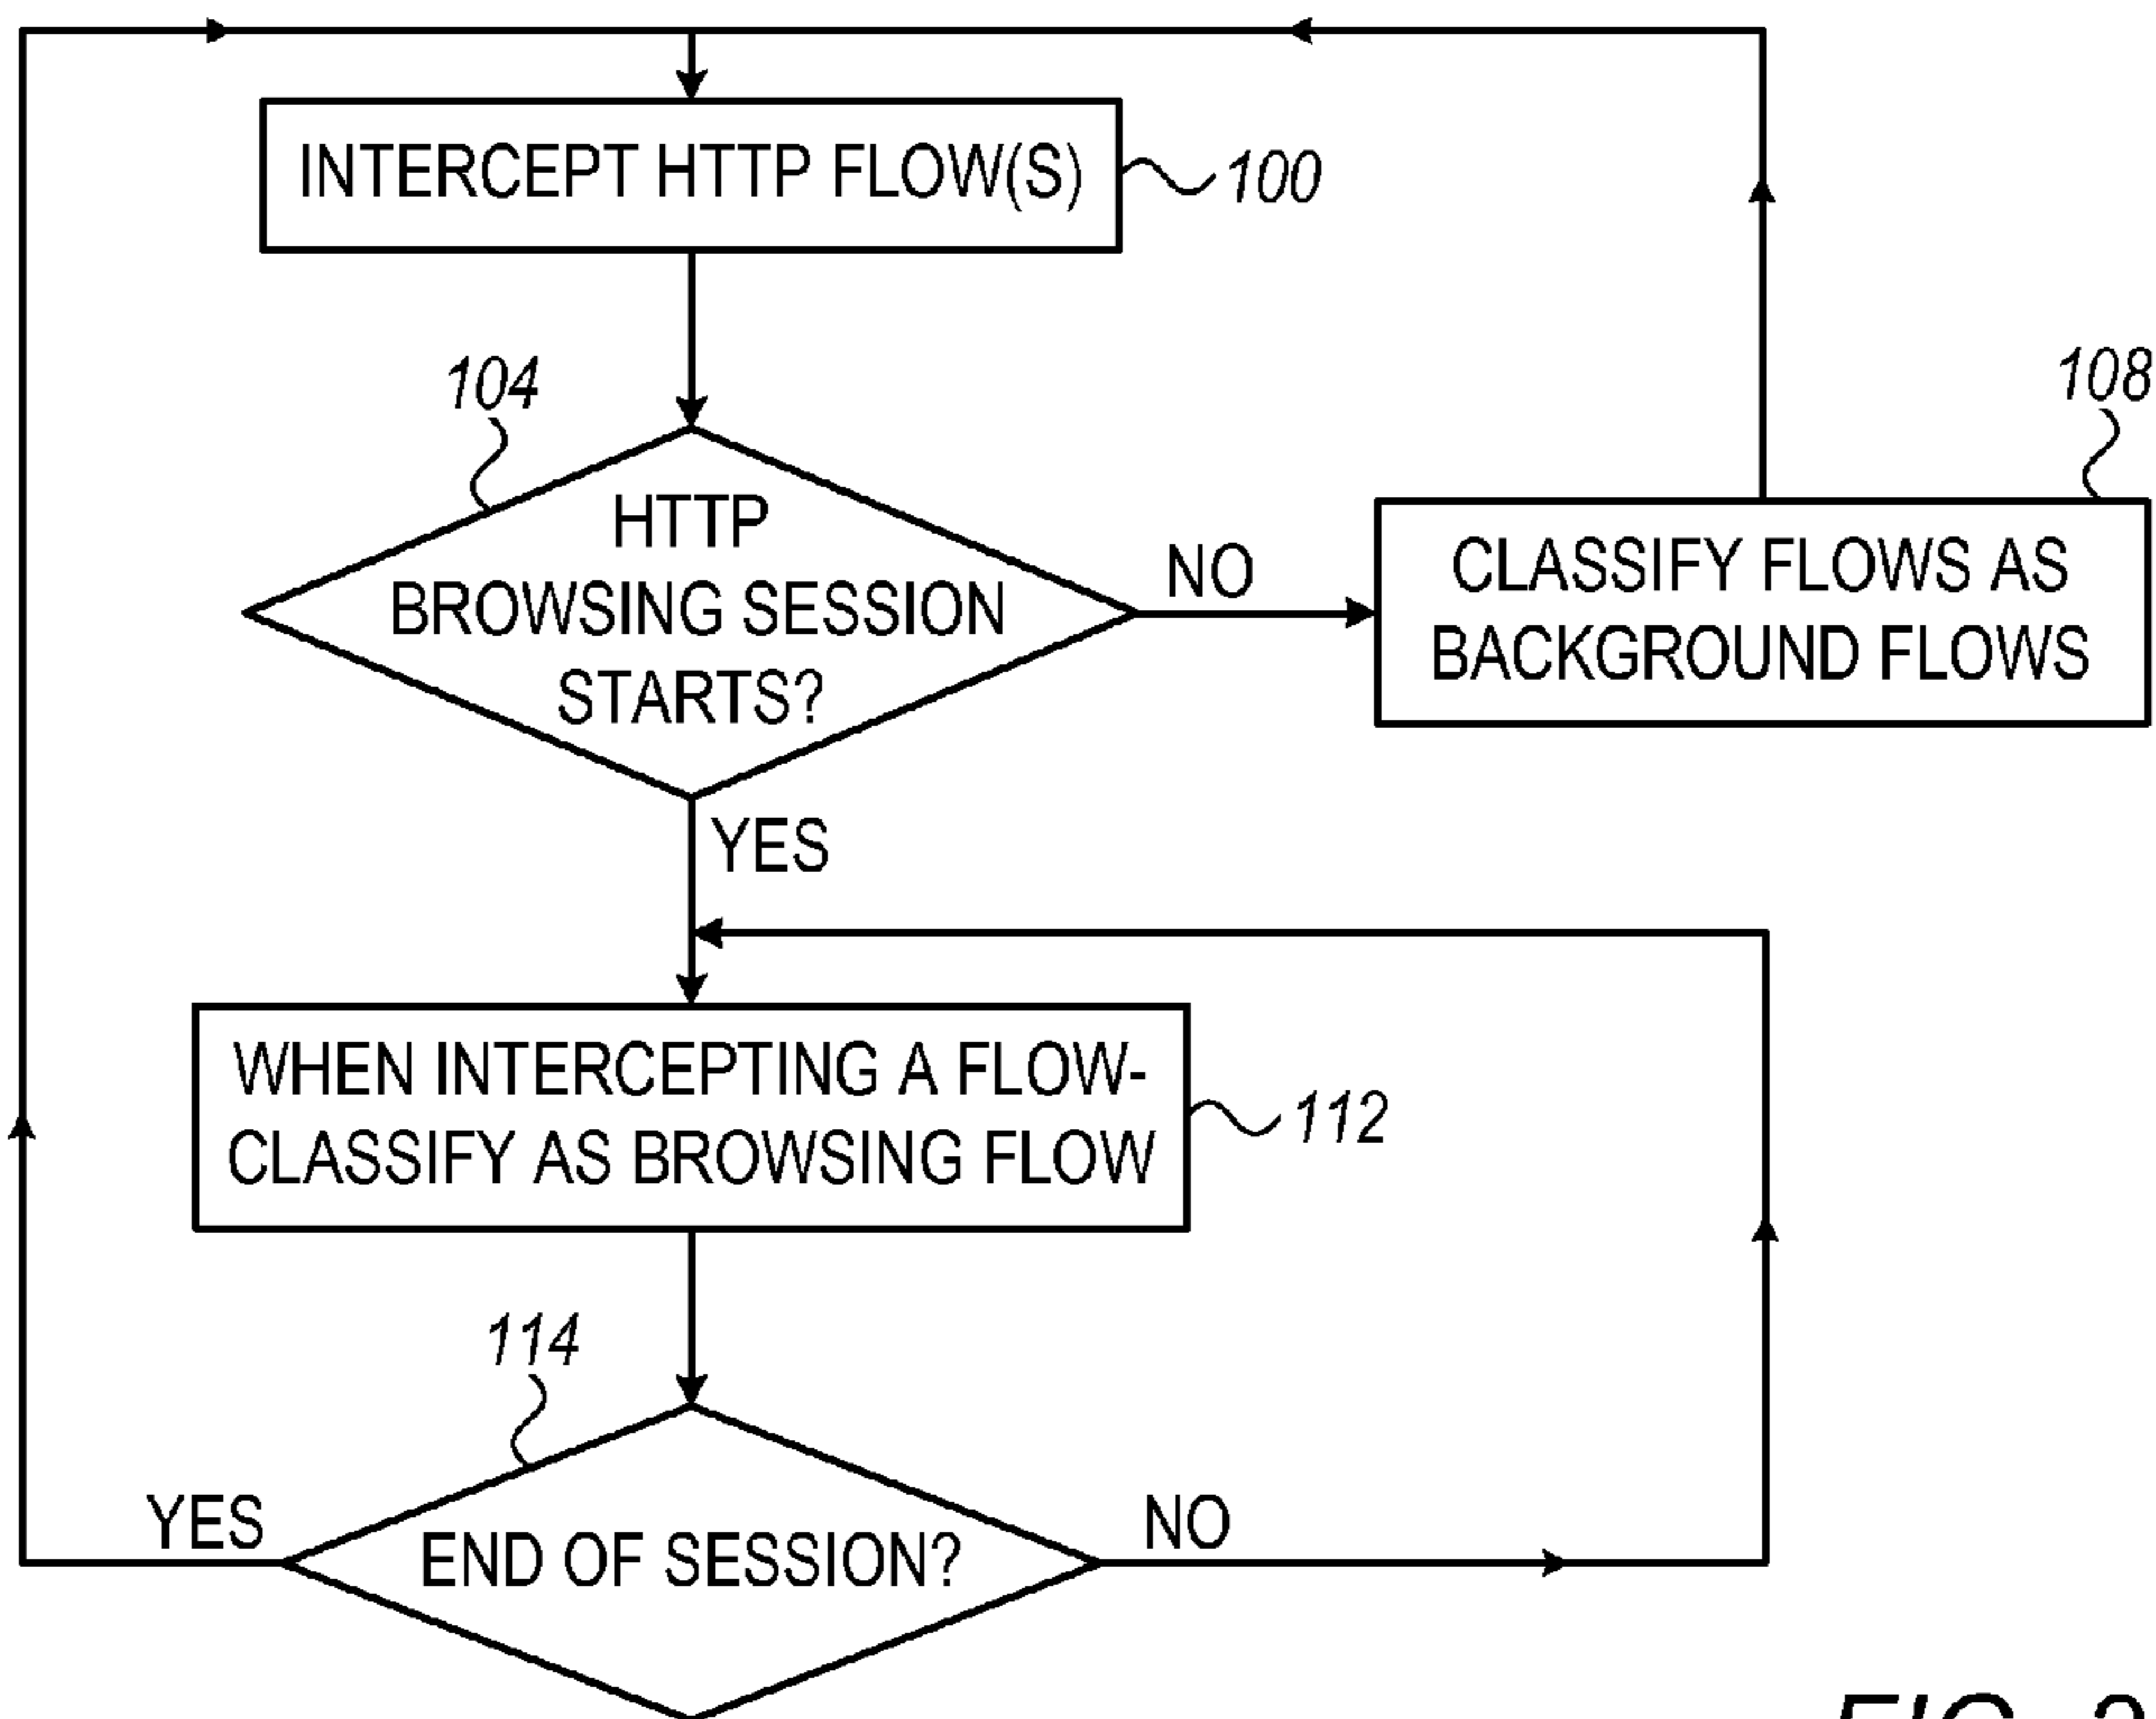 INTERCEPT HTTP FLOW(S)
100
104
HTTP
BROWSING SESSION
STARTS?
NO
108
CLASSIFY FLOWS AS
BACKGROUND FLOWS
YES
WHEN INTERCEPTING A FLOW-
CLASSIFY AS BROWSING FLOW
112
114
YES
END OF SESSION?
NO